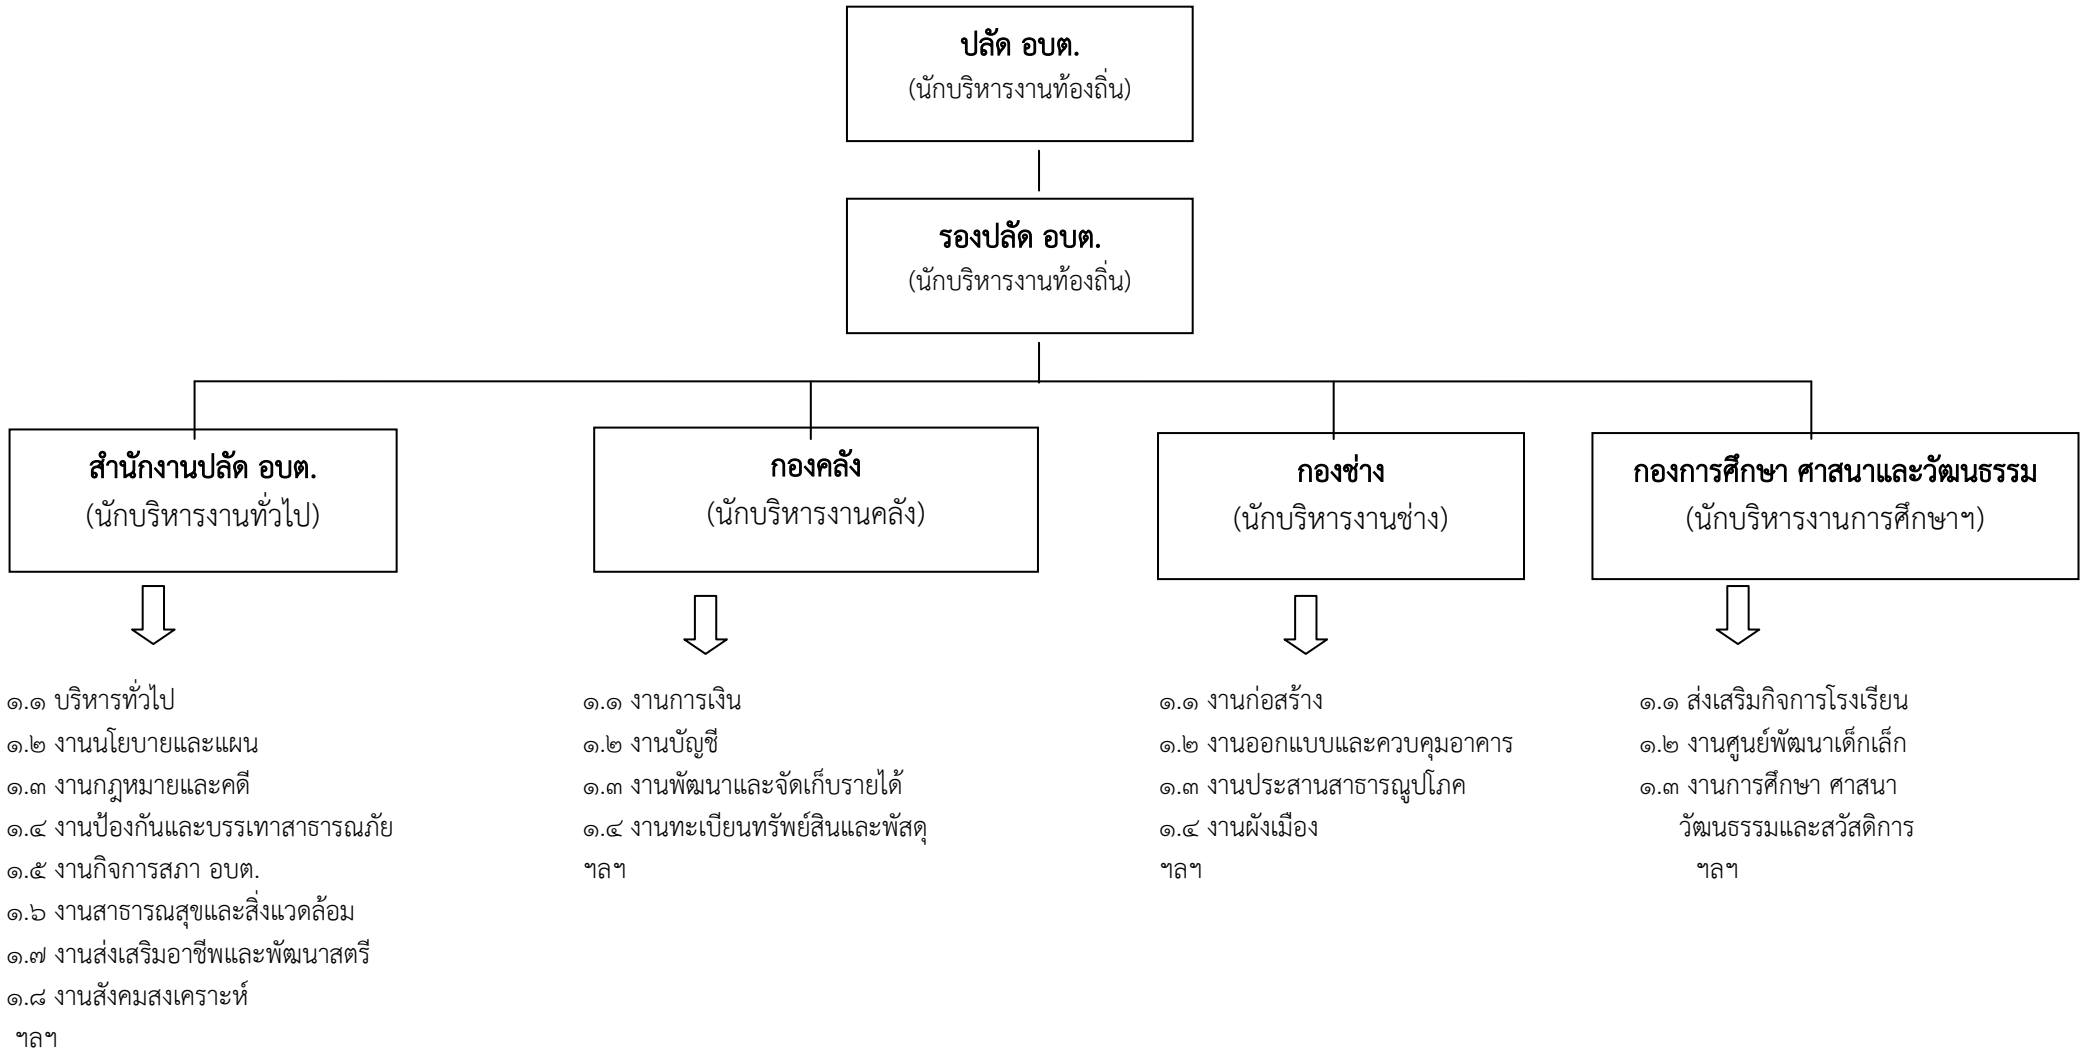 ปลัด อบต.
(นักบริหารงานท้องถิ่น)
รองปลัด อบต.
(นักบริหารงานท้องถิ่น)
สำนักงานปลัด อบต.
(นักบริหารงานทั่วไป)
กองคลัง
(นักบริหารงานคลัง)
กองช่าง
(นักบริหารงานช่าง)
กองการศึกษา ศาสนาและวัฒนธรรม
(นักบริหารงานการศึกษาฯ)
๑.๑ บริหารทั่วไป
๑.๒ งานนโยบายและแผน
๑.๓ งานกฎหมายและคดี
๑.๔ งานป้องกันและบรรเทาสาธารณภัย
๑.๕ งานกิจการสภา อบต.
๑.๖ งานสาธารณสุขและสิ่งแวดล้อม
๑.๗ งานส่งเสริมอาชีพและพัฒนาสตรี
๑.๘ งานสังคมสงเคราะห์
ฯลฯ
๑.๑ งานการเงิน
๑.๒ งานบัญชี
๑.๓ งานพัฒนาและจัดเก็บรายได้
๑.๔ งานทะเบียนทรัพย์สินและพัสดุ
ฯลฯ
๑.๑ งานก่อสร้าง
๑.๒ งานออกแบบและควบคุมอาคาร
๑.๓ งานประสานสาธารณูปโภค
๑.๔ งานผังเมือง
ฯลฯ
๑.๑ ส่งเสริมกิจการโรงเรียน
๑.๒ งานศูนย์พัฒนาเด็กเล็ก
๑.๓ งานการศึกษา ศาสนา
วัฒนธรรมและสวัสดิการ
ฯลฯ